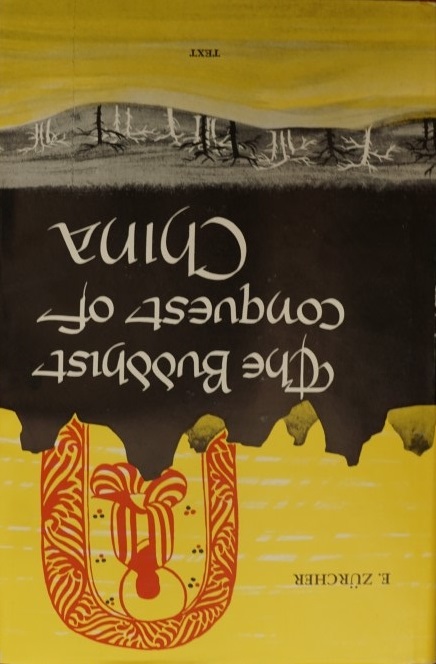 E. ZÜRCHER
The Buddhist
conquest of
China
TEXT